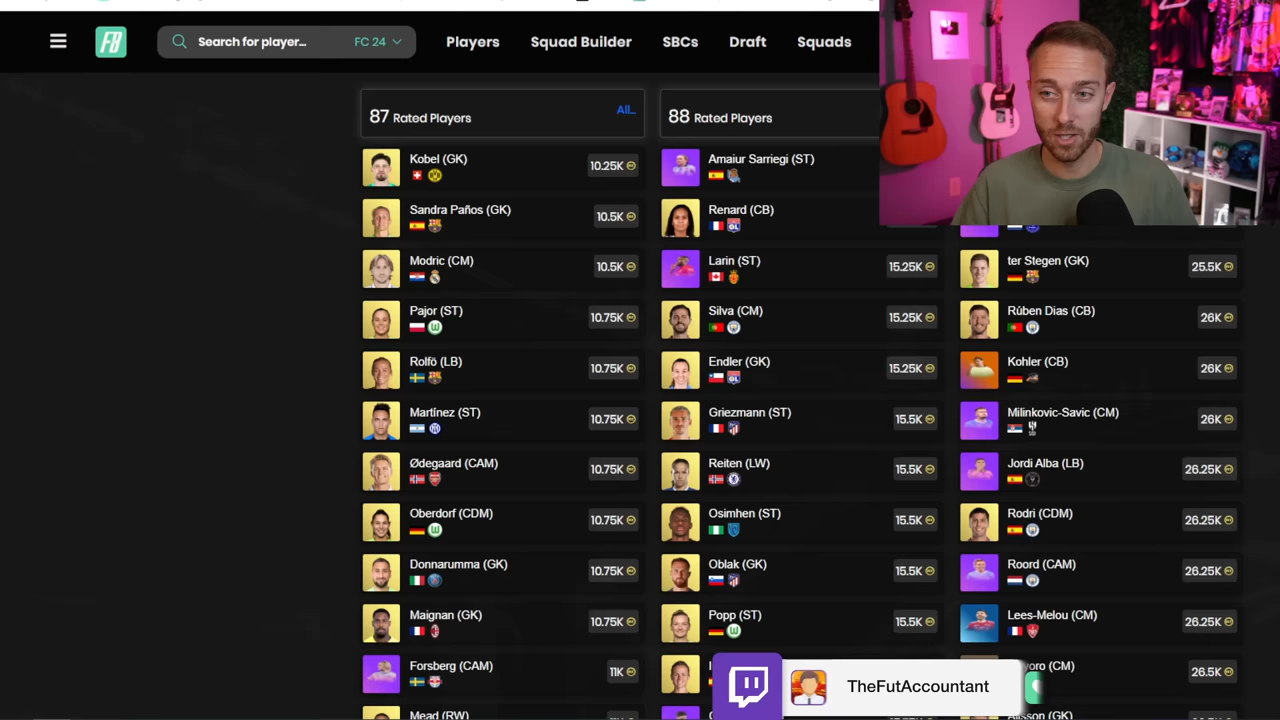 FB
Search for player...
FC 24
Players
Squad Builder
SBCs
Draft
Squads
87 Rated Players
All...
Kobel (GK)
10.25K
Sandra Paños (GK)
10.5K
Modric (CM)
10.5K
Pajor (ST)
10.75K
Rolfö (LB)
10.75K
Martínez (ST)
10.75K
Ødegaard (CAM)
10.75K
Oberdorf (CDM)
10.75K
Donnarumma (GK)
10.75K
Maignan (GK)
10.75K
Forsberg (CAM)
11K
Mead (RW)
88 Rated Players
Amaiur Sarriegi (ST)
Renard (CB)
Larin (ST)
15.25K
Silva (CM)
15.25K
Endler (GK)
15.25K
Griezmann (ST)
15.5K
Reiten (LW)
15.5K
Osimhen (ST)
15.5K
Oblak (GK)
15.5K
Popp (ST)
15.5K
ter Stegen (GK)
25.5K
Rúben Dias (CB)
26K
Kohler (CB)
26K
Milinkovic-Savic (CM)
26K
Jordi Alba (LB)
26.25K
Rodri (CDM)
26.25K
Roord (CAM)
26.25K
Lees-Melou (CM)
26.25K
(CM)
26.5K
Alisson (GK)
TheFutAccountant